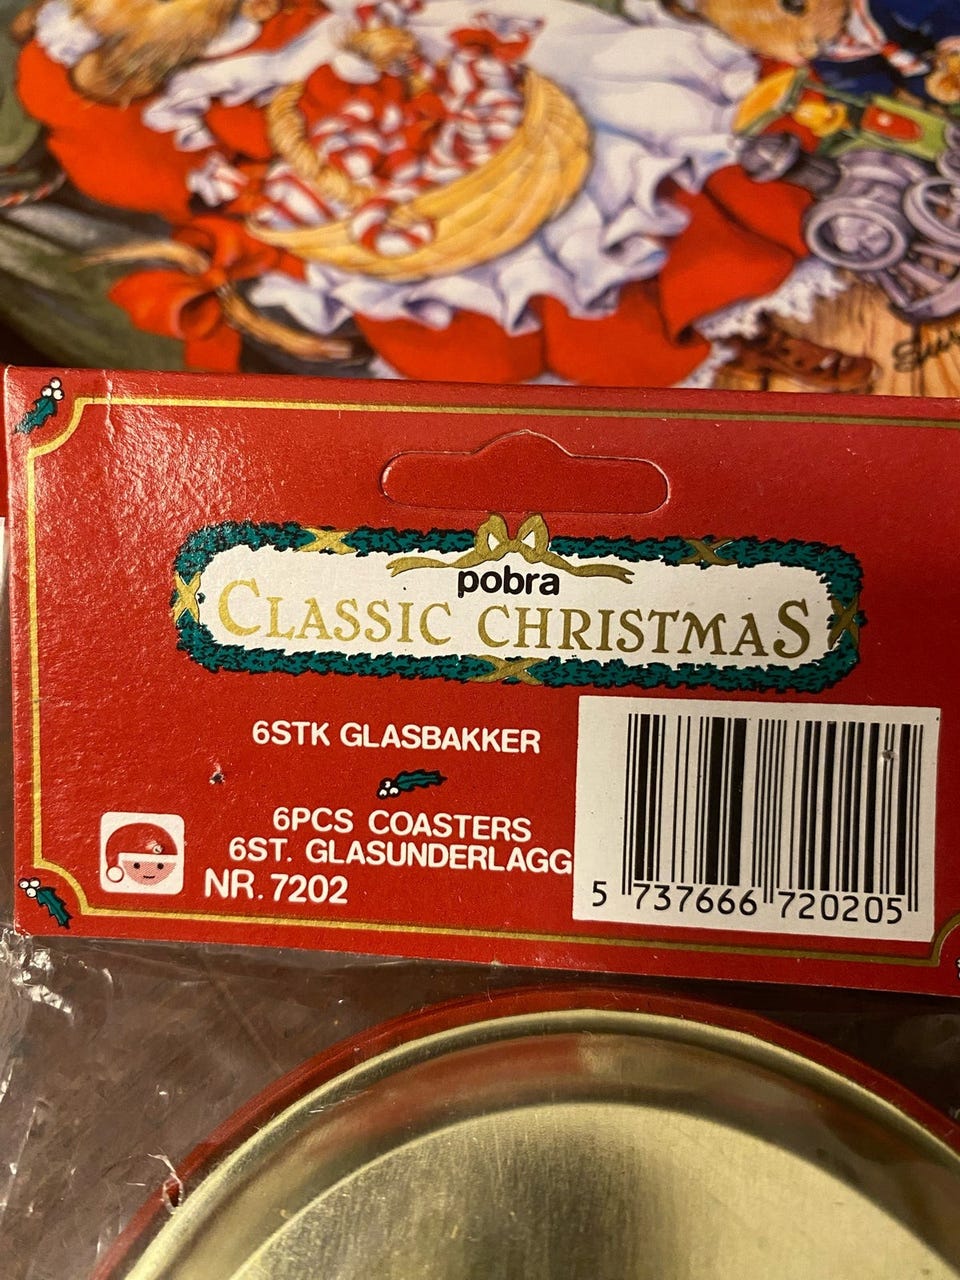 pobra
CLASSIC CHRISTMAS
6STK GLASBAKKER
6PCS COASTERS
6ST. GLASUNDERLAGG
NR. 7202
5 737666 720205